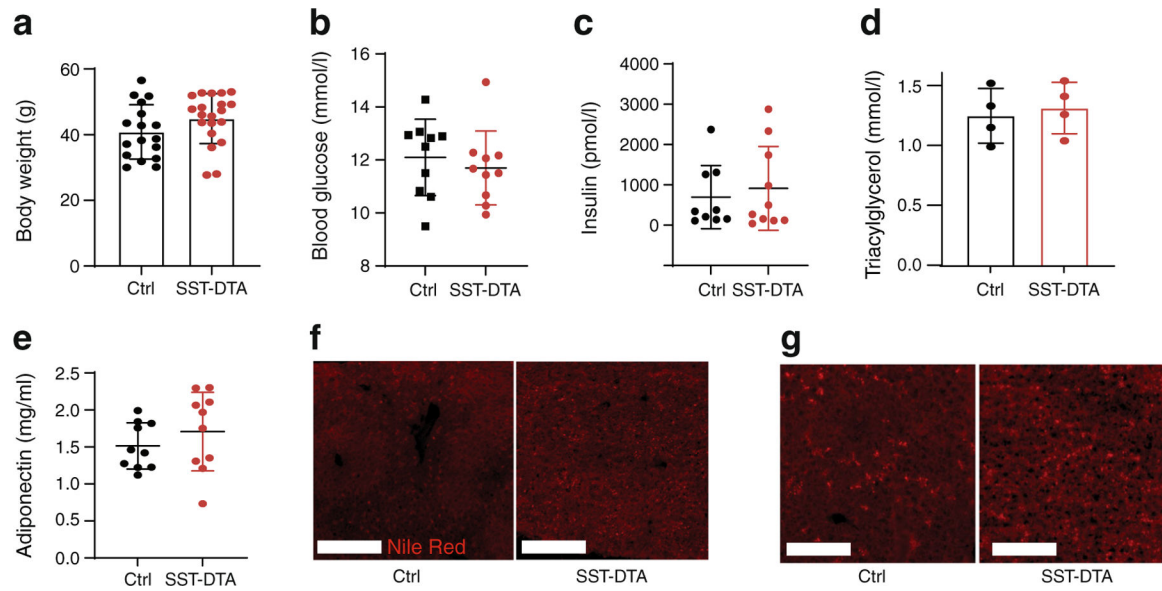 a
Body weight (g)
60
40
20
0
Ctrl
SST-DTA
b
Blood glucose (mmol/l)
16
14
12
10
8
Ctrl
SST-DTA
c
Insulin (pmol/l)
4000
3000
2000
1000
0
Ctrl
SST-DTA
d
Triacylglycerol (mmol/l)
1.5
1.0
0.5
0.0
Ctrl
SST-DTA
e
Adiponectin (mg/ml)
2.5
2.0
1.5
1.0
0.5
0.0
Ctrl
SST-DTA
f
Nile Red
Ctrl
SST-DTA
g
Ctrl
SST-DTA